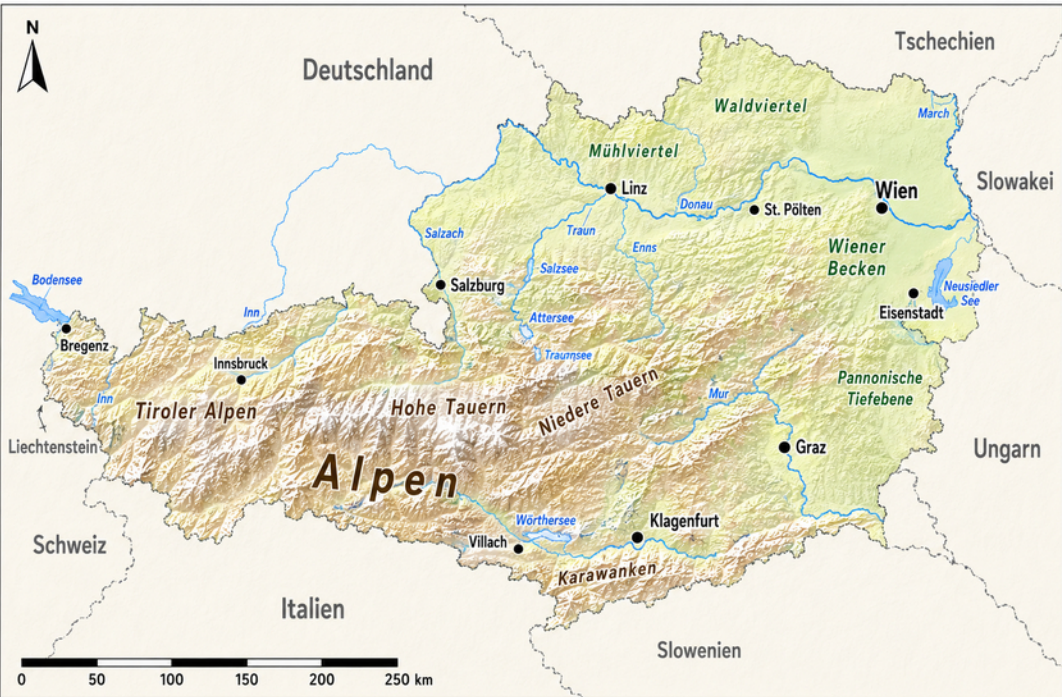 N
Deutschland
Tschechien
Waldviertel
March
Mühlviertel
Slowakei
Linz
Donau
St. Pölten
Wien
Salzach
Traun
Enns
Wiener
Becken
Bodensee
Salzburg
Salzsee
Neusiedler
See
Inn
Attersee
Eisenstadt
Bregenz
Traunsee
Innsbruck
Pannonische
Tiefebene
Inn
Tiroler Alpen
Hohe Tauern
Niedere Tauern
Mur
Liechtenstein
Graz
Ungarn
Alpen
Schweiz
Wörthersee
Klagenfurt
Villach
Karawanken
Italien
Slowenien
0 50 100 150 200 250 km